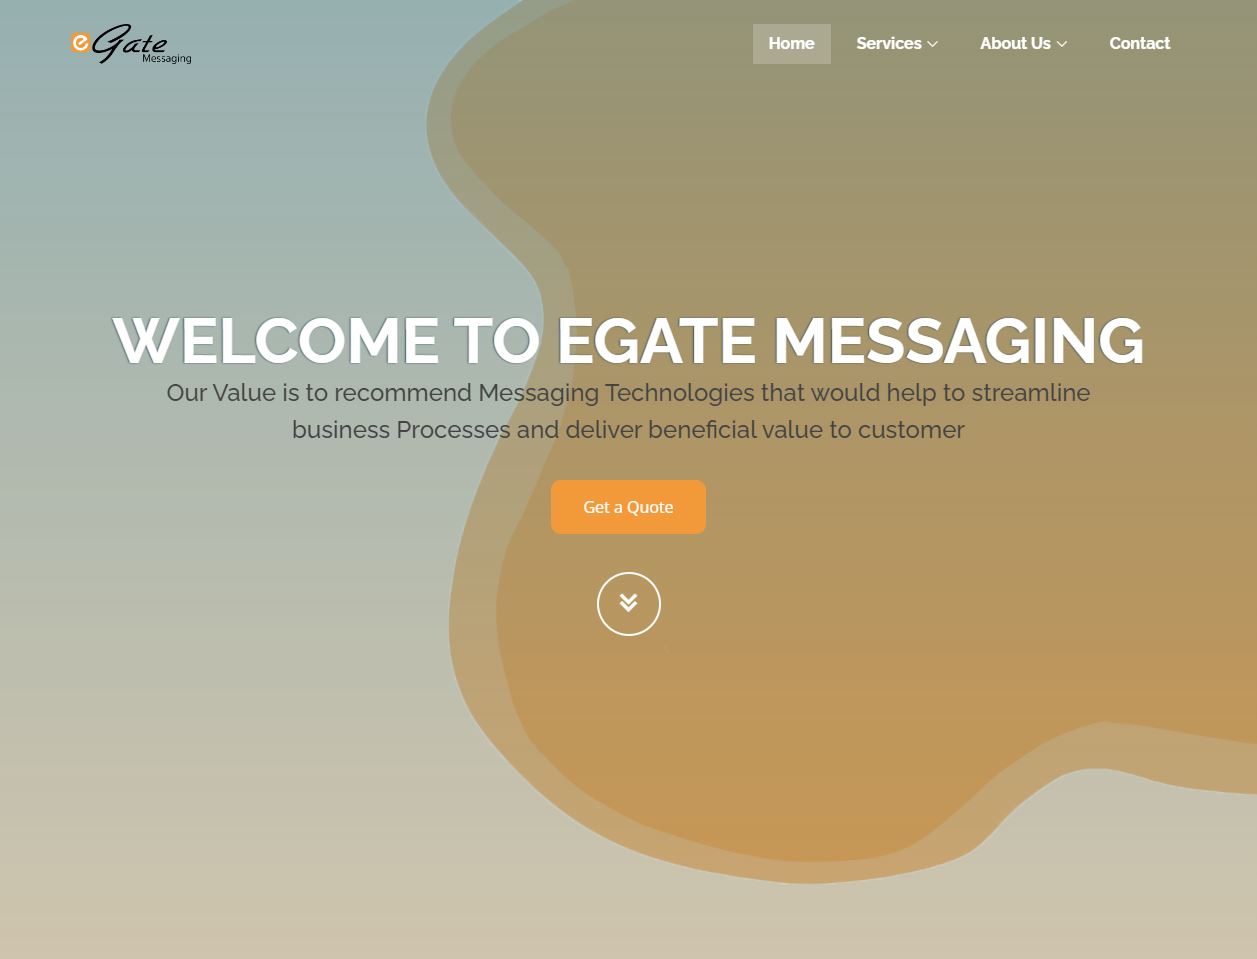 eGate
Messaging
Home
Services
About Us
Contact
WELCOME TO EGATE MESSAGING
Our Value is to recommend Messaging Technologies that would help to streamline
business Processes and deliver beneficial value to customer
Get a Quote